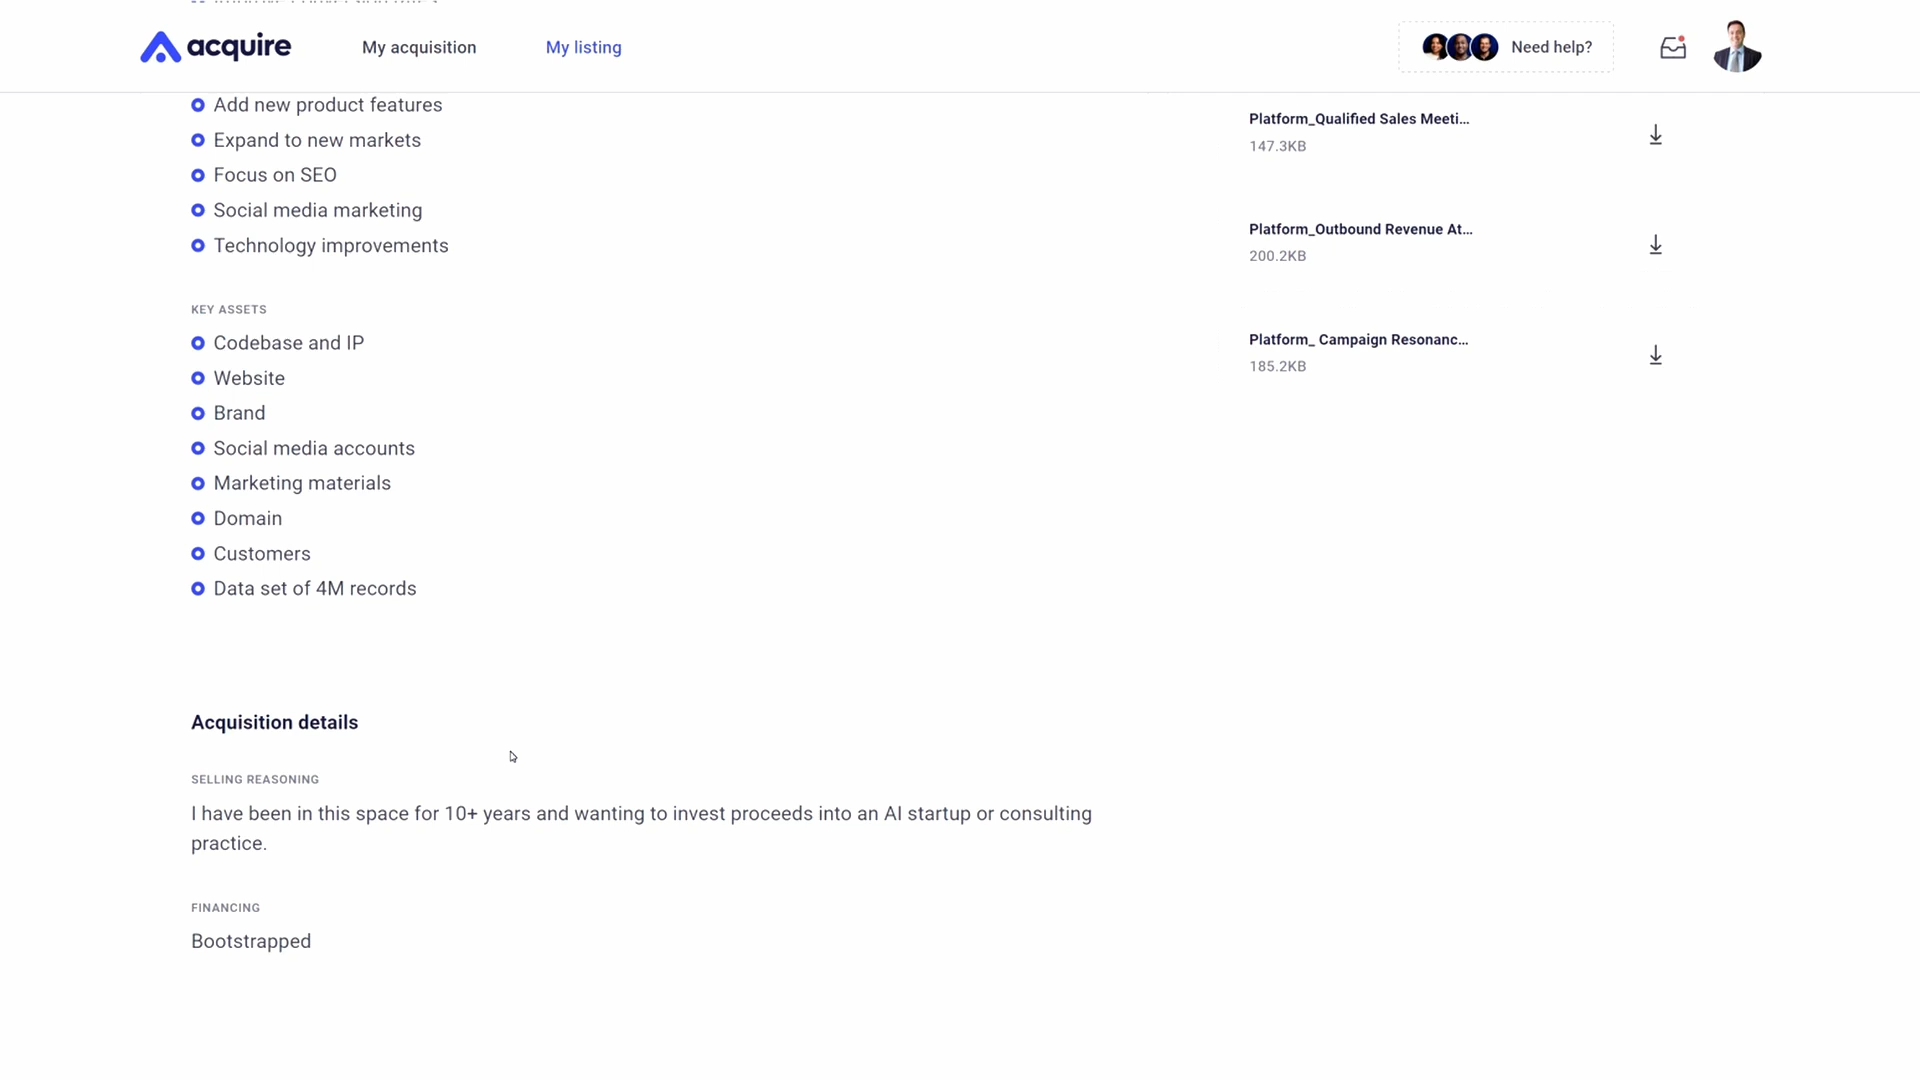 acquire
My acquisition
My listing
Need help?
Add new product features
Expand to new markets
Focus on SEO
Social media marketing
Technology improvements
KEY ASSETS
Codebase and IP
Website
Brand
Social media accounts
Marketing materials
Domain
Customers
Data set of 4M records
Acquisition details
SELLING REASONING
I have been in this space for 10+ years and wanting to invest proceeds into an AI startup or consulting
practice.
FINANCING
Bootstrapped
Platform_Qualified Sales Meeti...
147.3KB
Platform_Outbound Revenue At...
200.2KB
Platform_ Campaign Resonanc...
185.2KB